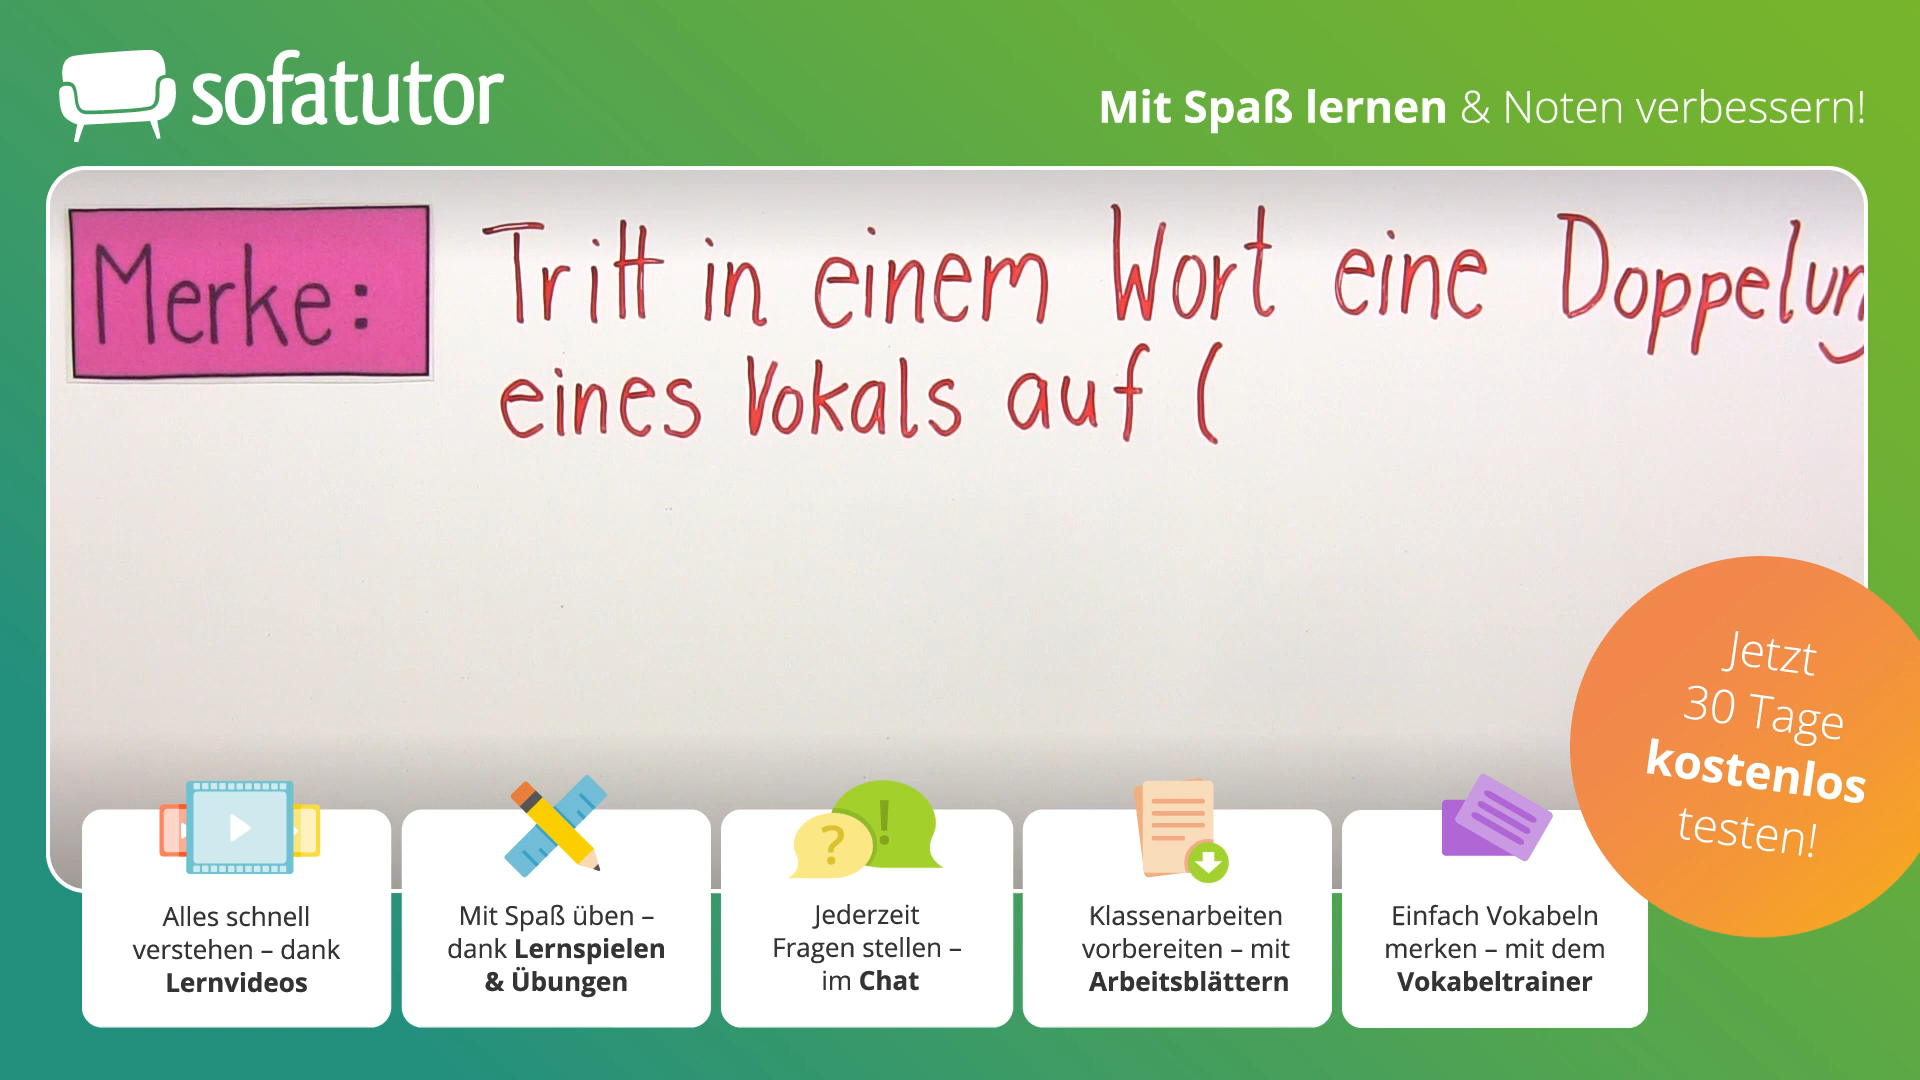 sofatutor
Mit Spaß lernen & Noten verbessern!
Merke:
Tritt in einem Wort eine Doppelung
eines Vokals auf (
Jetzt
30 Tage
kostenlos
testen!
Alles schnell
verstehen – dank
Lernvideos
Mit Spaß üben –
dank Lernspielen
& Übungen
?
!
Jederzeit
Fragen stellen –
im Chat
Klassenarbeiten
vorbereiten – mit
Arbeitsblättern
Einfach Vokabeln
merken – mit dem
Vokabeltrainer